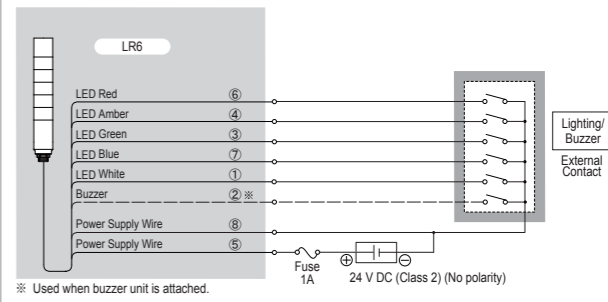 LR6
LED Red ⑥
LED Amber ④
LED Green ③
LED Blue ⑦
LED White ①
Buzzer ② ※
Power Supply Wire ⑧
Power Supply Wire ⑤
Lighting/
Buzzer
External
Contact
Fuse
1A
⊕ ⊖
24 V DC (Class 2) (No polarity)
※ Used when buzzer unit is attached.